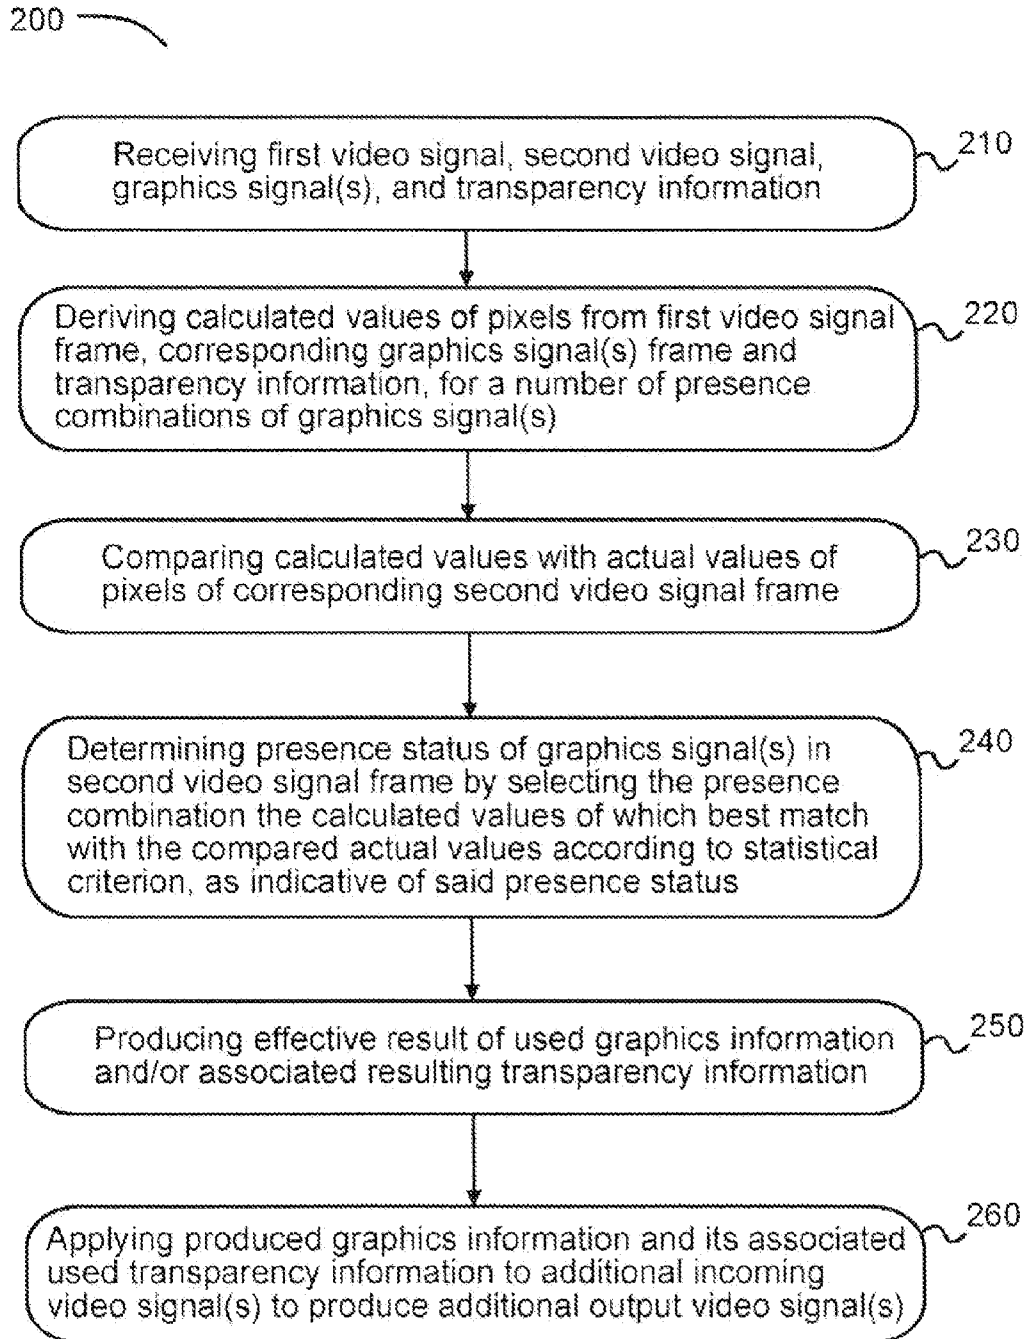 200
Receiving first video signal, second video signal,
graphics signal(s), and transparency information
210
Deriving calculated values of pixels from first video signal
frame, corresponding graphics signal(s) frame and
transparency information, for a number of presence
combinations of graphics signal(s)
220
Comparing calculated values with actual values of
pixels of corresponding second video signal frame
230
Determining presence status of graphics signal(s) in
second video signal frame by selecting the presence
combination the calculated values of which best match
with the compared actual values according to statistical
criterion, as indicative of said presence status
240
Producing effective result of used graphics information
and/or associated resulting transparency information
250
Applying produced graphics information and its associated
used transparency information to additional incoming
video signal(s) to produce additional output video signal(s)
260